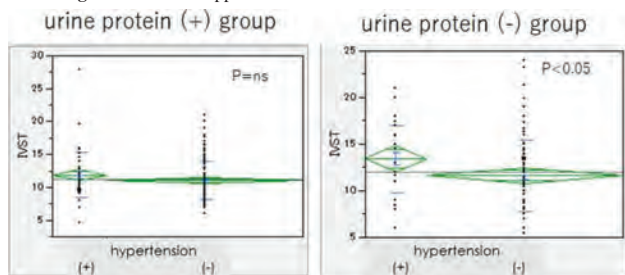 urine protein (+) group
urine protein (-) group
30
25
20
15
10
5
IVST
P=ns
hypertension
(+)
(-)
25
20
15
10
5
IVST
P<0.05
hypertension
(+)
(-)